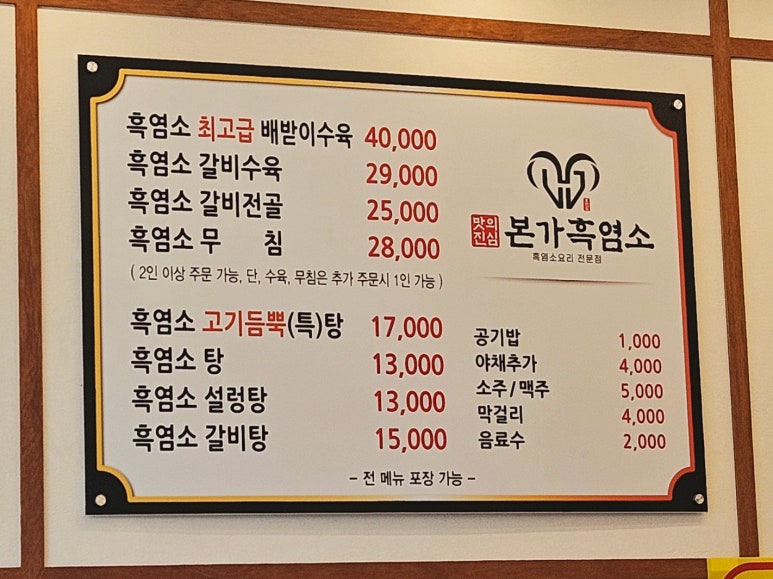 흑염소 최고급 배받이수육 40,000
흑염소 갈비수육 29,000
흑염소 갈비전골 25,000
흑염소 무 침 28,000
( 2인 이상 주문 가능, 단, 수육, 무침은 추가 주문시 1인 가능 )
흑염소 고기듬뿍(특)탕 17,000
흑염소 탕 13,000
흑염소 설렁탕 13,000
흑염소 갈비탕 15,000
맛의
진심
본가흑염소
흑염소요리 전문점
공기밥 1,000
야채추가 4,000
소주 / 맥주 5,000
막걸리 4,000
음료수 2,000
– 전 메뉴 포장 가능 –